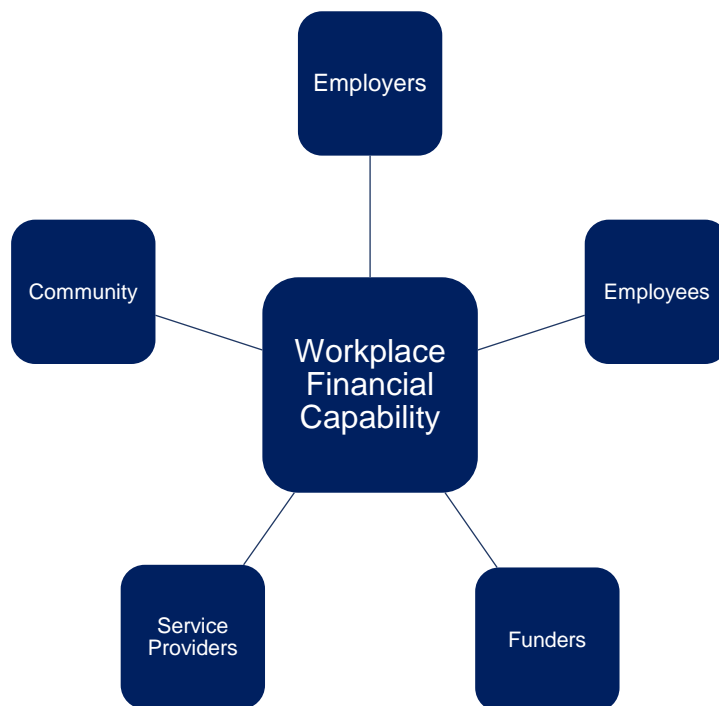 Employers
Community
Employees
Workplace
Financial
Capability
Service
Providers
Funders